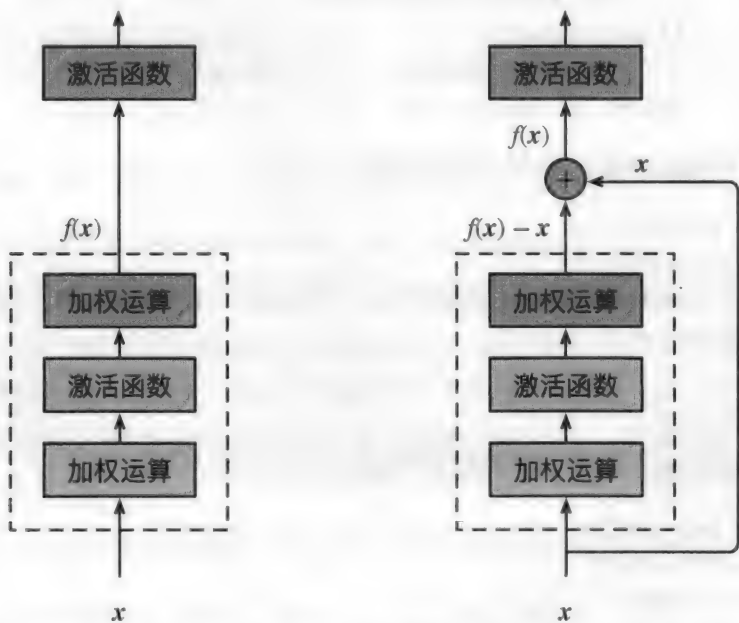 激活函数
f(x)
加权运算
激活函数
加权运算
x
激活函数
f(x)
x
+
f(x) − x
加权运算
激活函数
加权运算
x